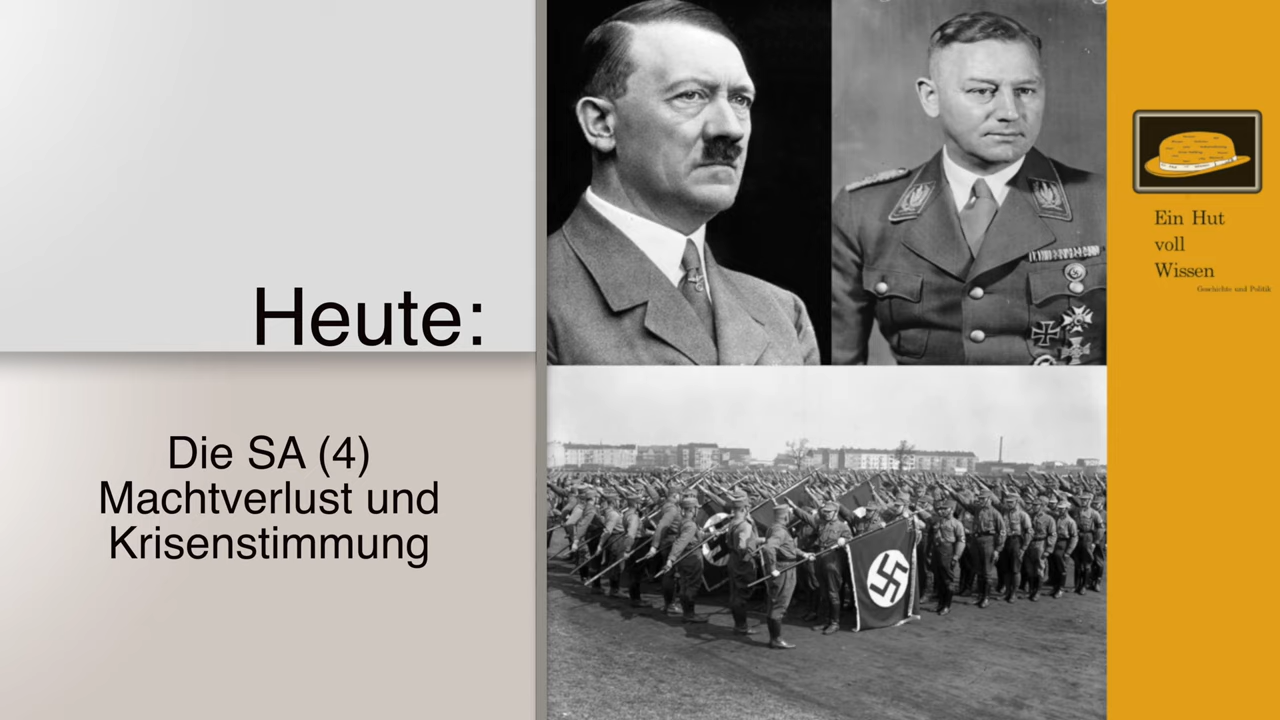 Heute:
Die SA (4)
Machtverlust und
Krisenstimmung
Ein Hut
voll
Wissen
Geschichte und Politik